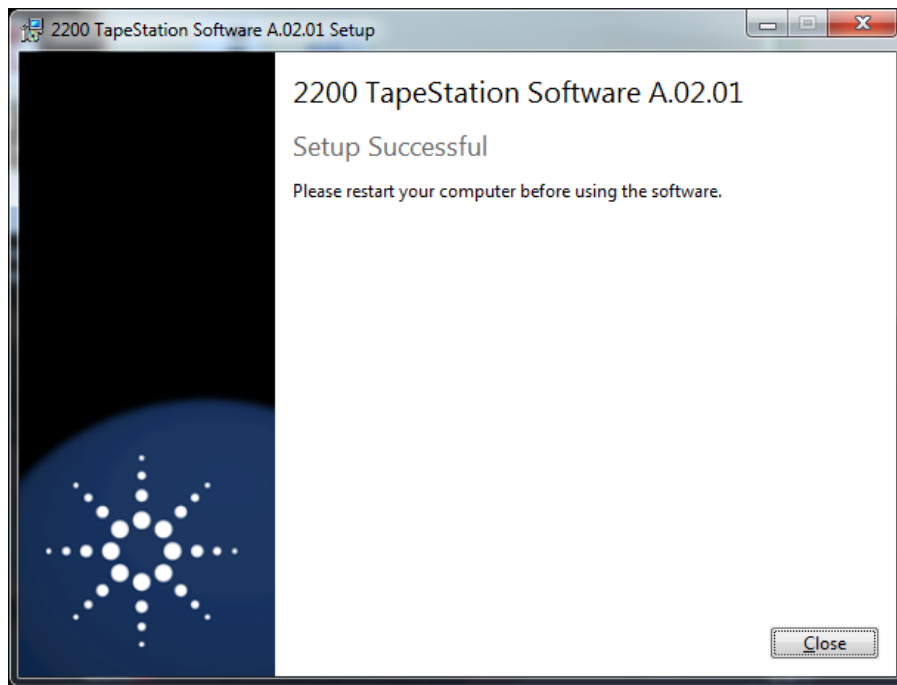 2200 TapeStation Software A.02.01 Setup
2200 TapeStation Software A.02.01
Setup Successful
Please restart your computer before using the software.
Close